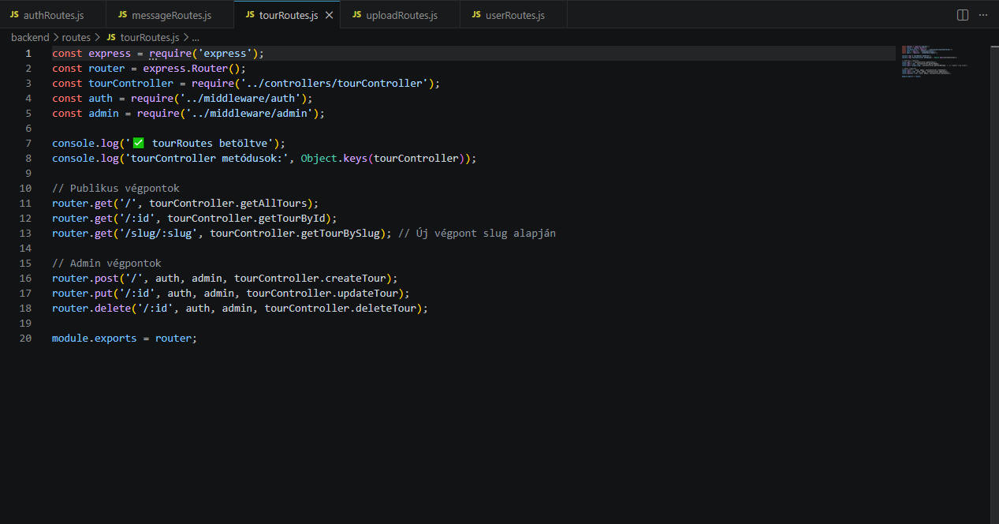 JS authRoutes.js
JS messageRoutes.js
JS tourRoutes.js
JS uploadRoutes.js
JS userRoutes.js
backend > routes > JS tourRoutes.js > ...
1 const express = require('express');
2 const router = express.Router();
3 const tourController = require('../controllers/tourController');
4 const auth = require('../middleware/auth');
5 const admin = require('../middleware/admin');
6
7 console.log('✅ tourRoutes betöltve');
8 console.log('tourController metódusok:', Object.keys(tourController));
9
10 // Publikus végpontok
11 router.get('/', tourController.getAllTours);
12 router.get('/:id', tourController.getTourById);
13 router.get('/slug/:slug', tourController.getTourBySlug); // Új végpont slug alapján
14
15 // Admin végpontok
16 router.post('/', auth, admin, tourController.createTour);
17 router.put('/:id', auth, admin, tourController.updateTour);
18 router.delete('/:id', auth, admin, tourController.deleteTour);
19
20 module.exports = router;